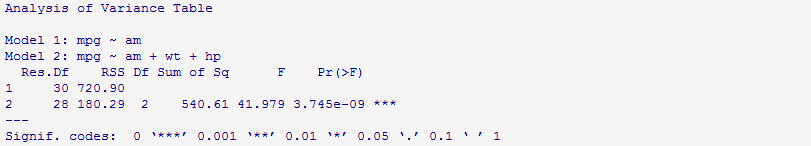 Analysis of Variance Table
Model 1: mpg ~ am
Model 2: mpg ~ am + wt + hp
  Res.Df    RSS Df Sum of Sq      F    Pr(>F)
1     30 720.90
2     28 180.29  2    540.61 41.979 3.745e-09 ***
---
Signif. codes:  0 ‘***’ 0.001 ‘**’ 0.01 ‘*’ 0.05 ‘.’ 0.1 ‘ ’ 1